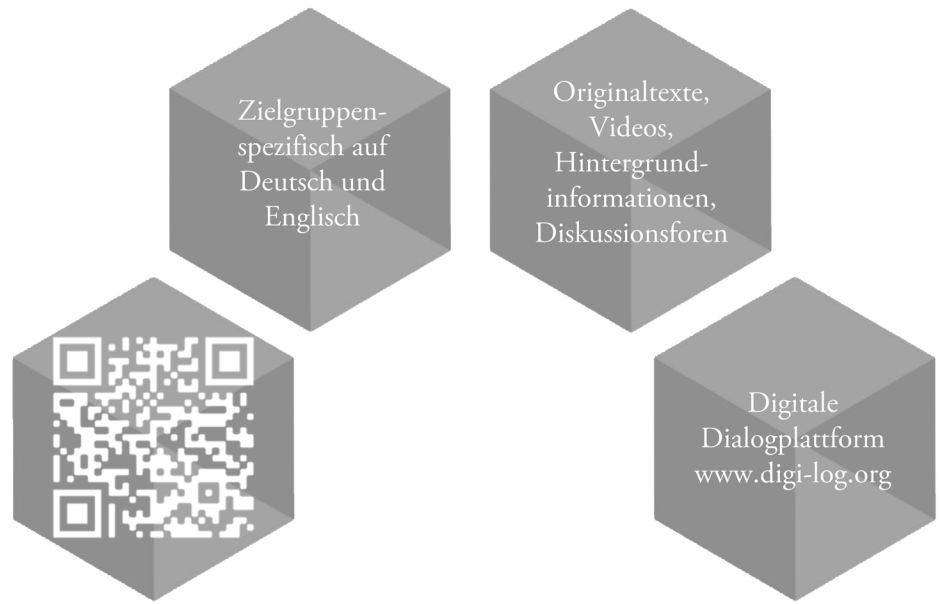 Zielgruppen-
spezifisch auf
Deutsch und
Englisch
Originaltexte,
Videos,
Hintergrund-
informationen,
Diskussionsforen
Digitale
Dialogplattform
www.digi-log.org